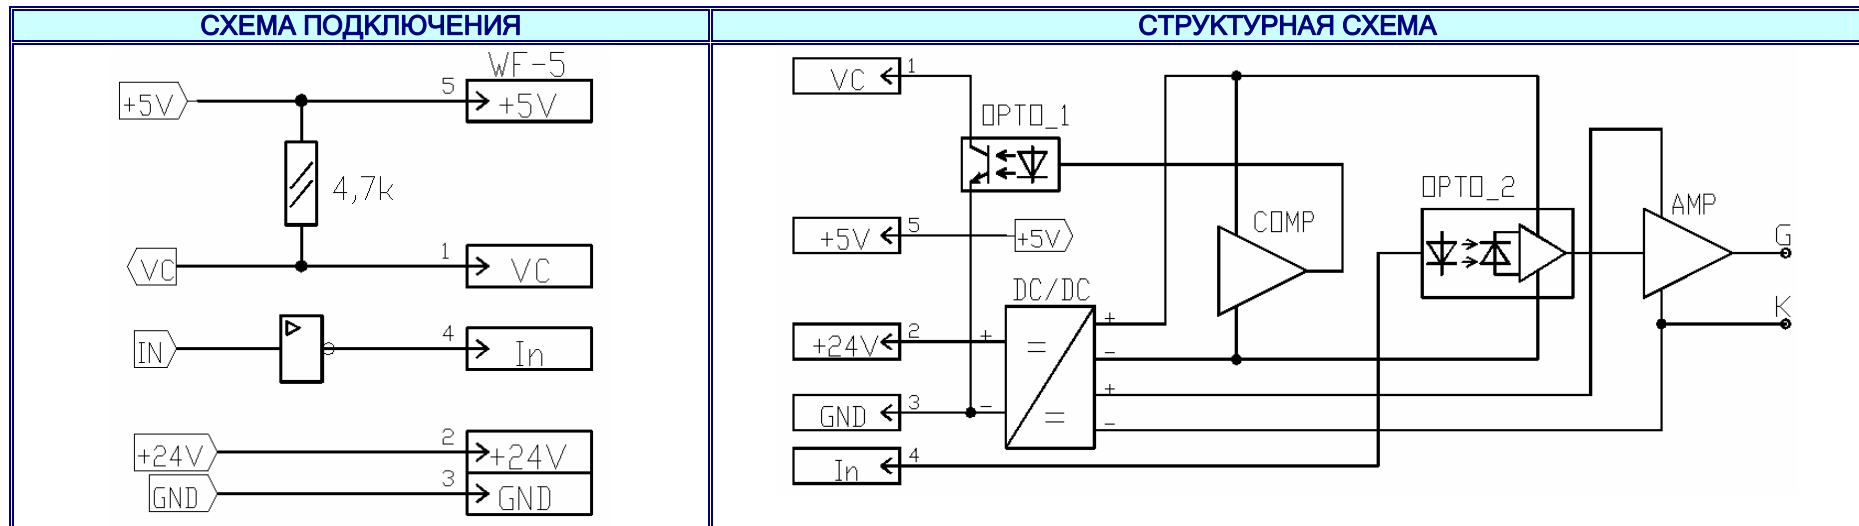 СХЕМА ПОДКЛЮЧЕНИЯ
WF-5
+5V
5
+5V
4,7k
VC
1
VC
IN
4
In
+24V
2
+24V
GND
3
GND
СТРУКТУРНАЯ СХЕМА
VC
1
OPTO_1
+5V
5
+5V
COMP
OPTO_2
AMP
G
K
DC/DC
+24V
2
+
=
=
+
-
+
-
GND
3
-
In
4